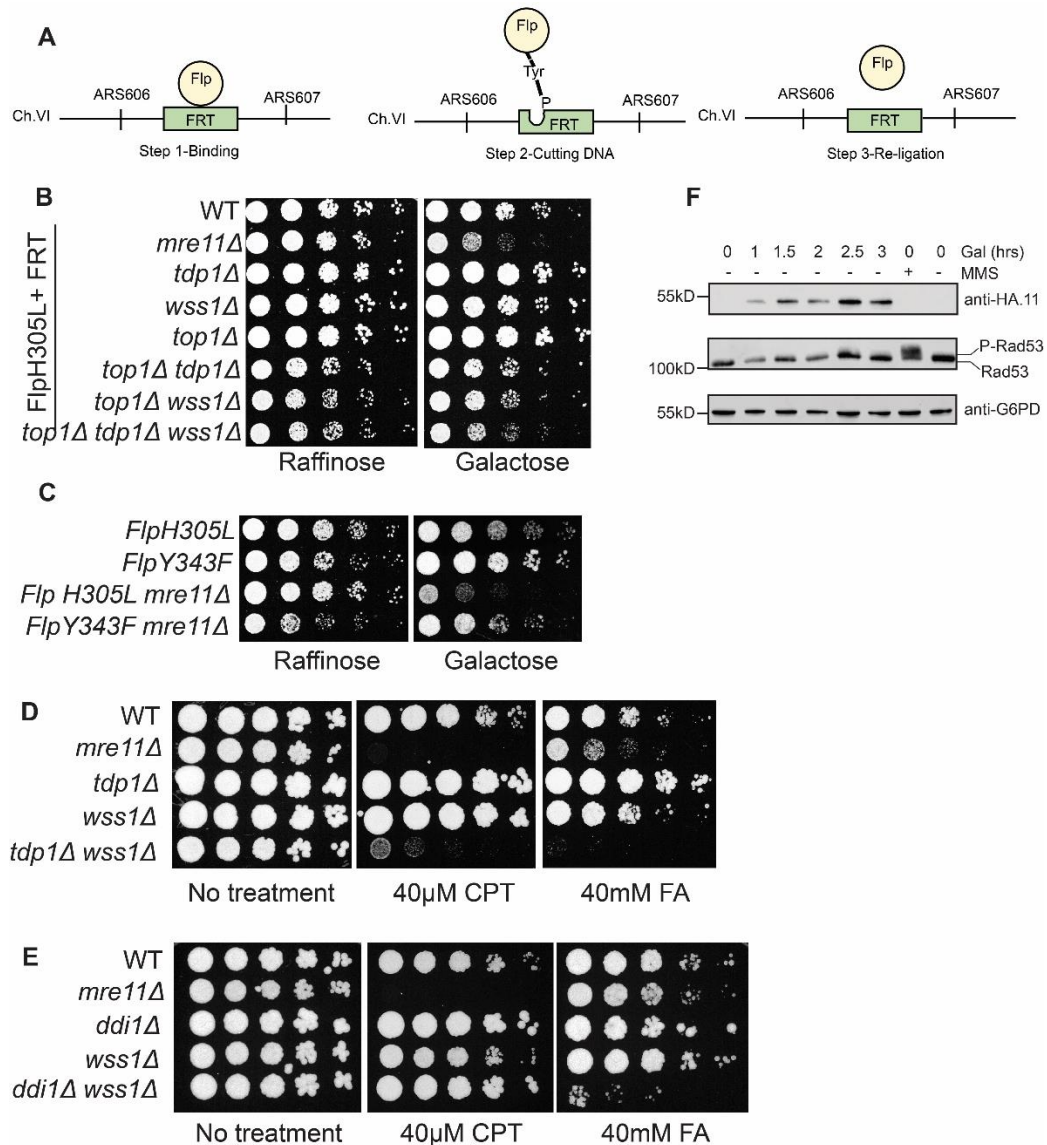 A
Flp
ARS606
ARS607
Ch.VI
FRT
Step 1-Binding
Flp
Tyr
P
ARS606
ARS607
Ch.VI
FRT
Step 2-Cutting DNA
Flp
ARS606
ARS607
Ch.VI
FRT
Step 3-Re-ligation
B
FlpH305L+ FRT
WT
mre11Δ
tdp1Δ
wss1Δ
top1Δ
top1Δ tdp1Δ
top1Δ wss1Δ
top1Δ tdp1Δ wss1Δ
Raffinose Galactose
F
0 1 1.5 2 2.5 3 0 0 Gal (hrs)
- - - - - - + - MMS
55kD anti-HA.11
P-Rad53
100kD Rad53
55kD anti-G6PD
C
FlpH305L
FlpY343F
Flp H305L mre11Δ
FlpY343F mre11Δ
Raffinose Galactose
D
WT
mre11Δ
tdp1Δ
wss1Δ
tdp1Δ wss1Δ
No treatment 40µM CPT 40mM FA
E
WT
mre11Δ
ddi1Δ
wss1Δ
ddi1Δ wss1Δ
No treatment 40µM CPT 40mM FA